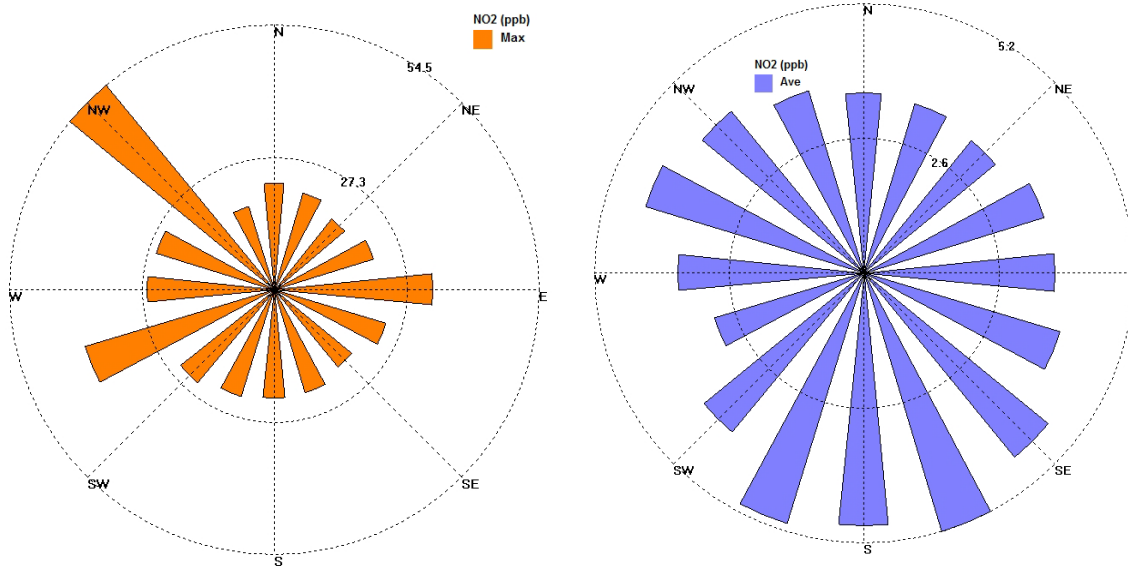 NO2 (ppb)
Max
N
54.5
NW
NE
27.3
W
E
SW
SE
S
N
5.2
NO2 (ppb)
Ave
NW
NE
2.6
W
SW
SE
S